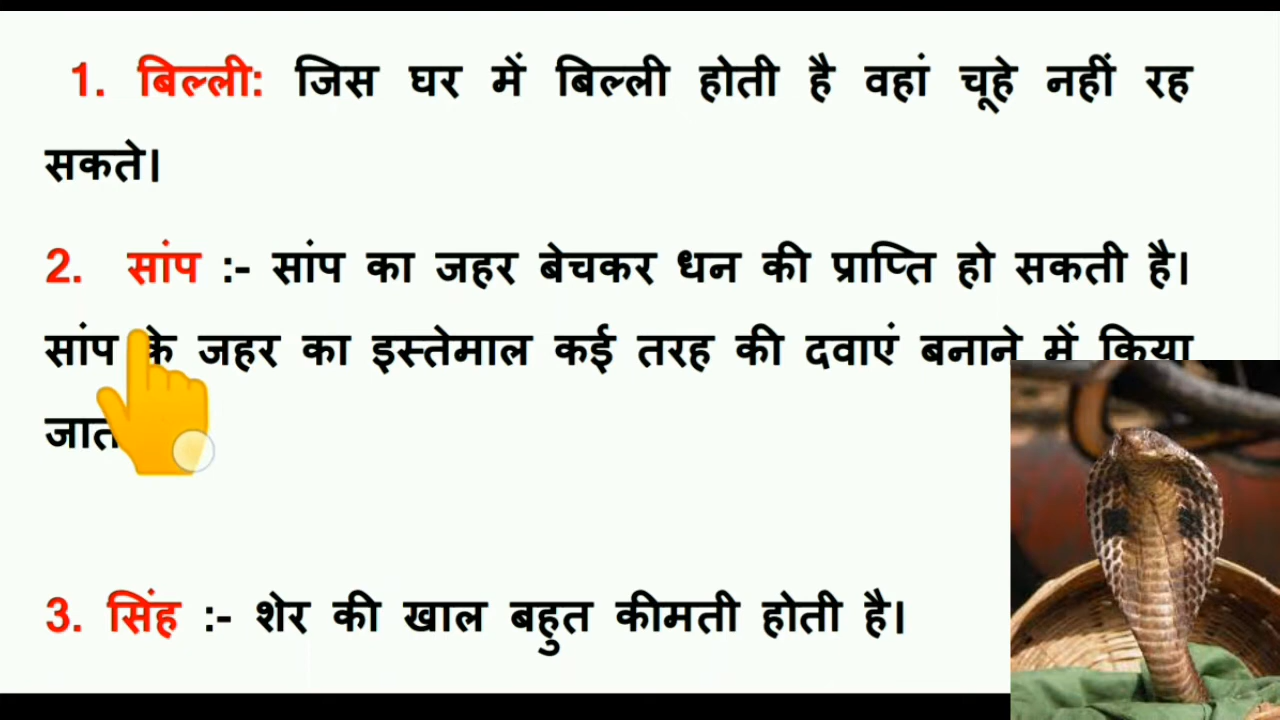 1. बिल्ली: जिस घर में बिल्ली होती है वहां चूहे नहीं रह
सकते।
2. सांप :- सांप का जहर बेचकर धन की प्राप्ति हो सकती है।
सांप के जहर का इस्तेमाल कई तरह की दवाएं बनाने में किया
3. सिंह :- शेर की खाल बहुत कीमती होती है।